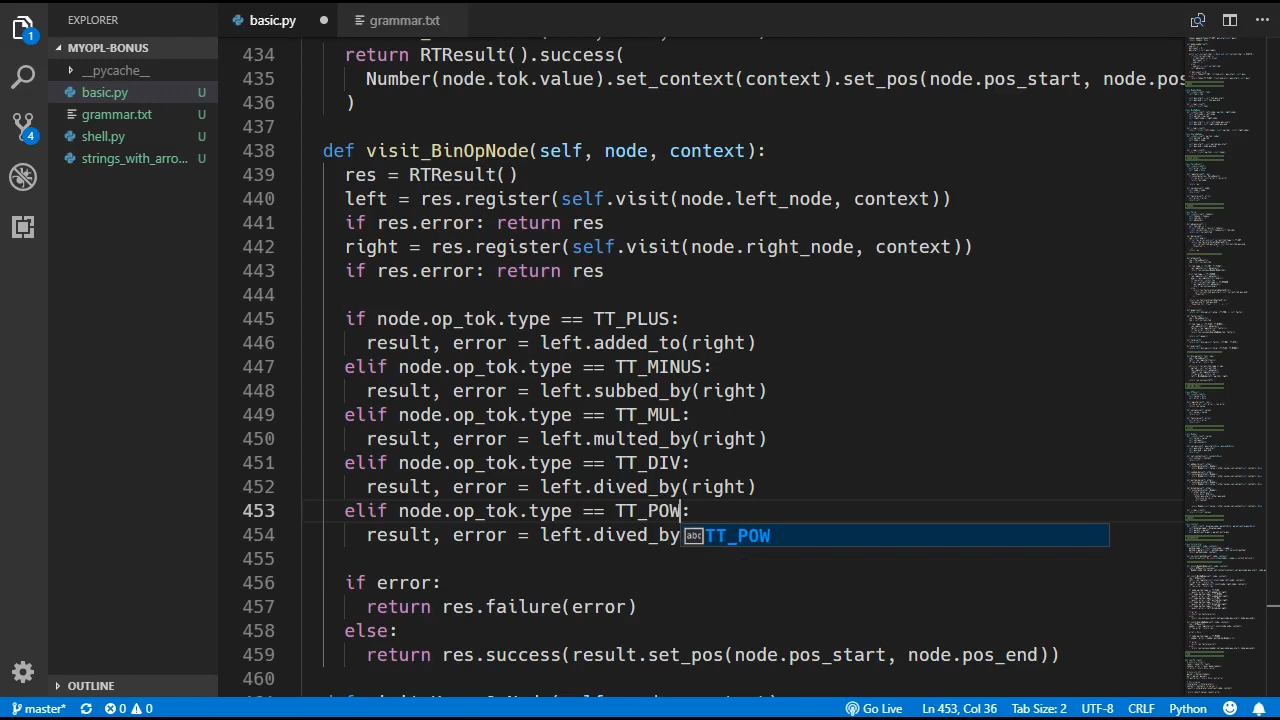 EXPLORER
basic.py
grammar.txt
MYOPL-BONUS
__pycache__
basic.py U
grammar.txt U
shell.py U
strings_with_arro... U
1
4
434 return RTResult().success(
435 Number(node.tok.value).set_context(context).set_pos(node.pos_start, node.pos
436 )
437
438 def visit_BinOpNode(self, node, context):
439 res = RTResult()
440 left = res.register(self.visit(node.left_node, context))
441 if res.error: return res
442 right = res.register(self.visit(node.right_node, context))
443 if res.error: return res
444
445 if node.op_tok.type == TT_PLUS:
446 result, error = left.added_to(right)
447 elif node.op_tok.type == TT_MINUS:
448 result, error = left.subbed_by(right)
449 elif node.op_tok.type == TT_MUL:
450 result, error = left.multed_by(right)
451 elif node.op_tok.type == TT_DIV:
452 result, error = left.dived_by(right)
453 elif node.op_tok.type == TT_POW:
454 result, error = left.dived_by
abc TT_POW
455
456 if error:
457 return res.failure(error)
458 else:
459 return res.success(result.set_pos(node.pos_start, node.pos_end))
460
OUTLINE
master* 0 0
Go Live Ln 453, Col 36 Tab Size: 2 UTF-8 CRLF Python